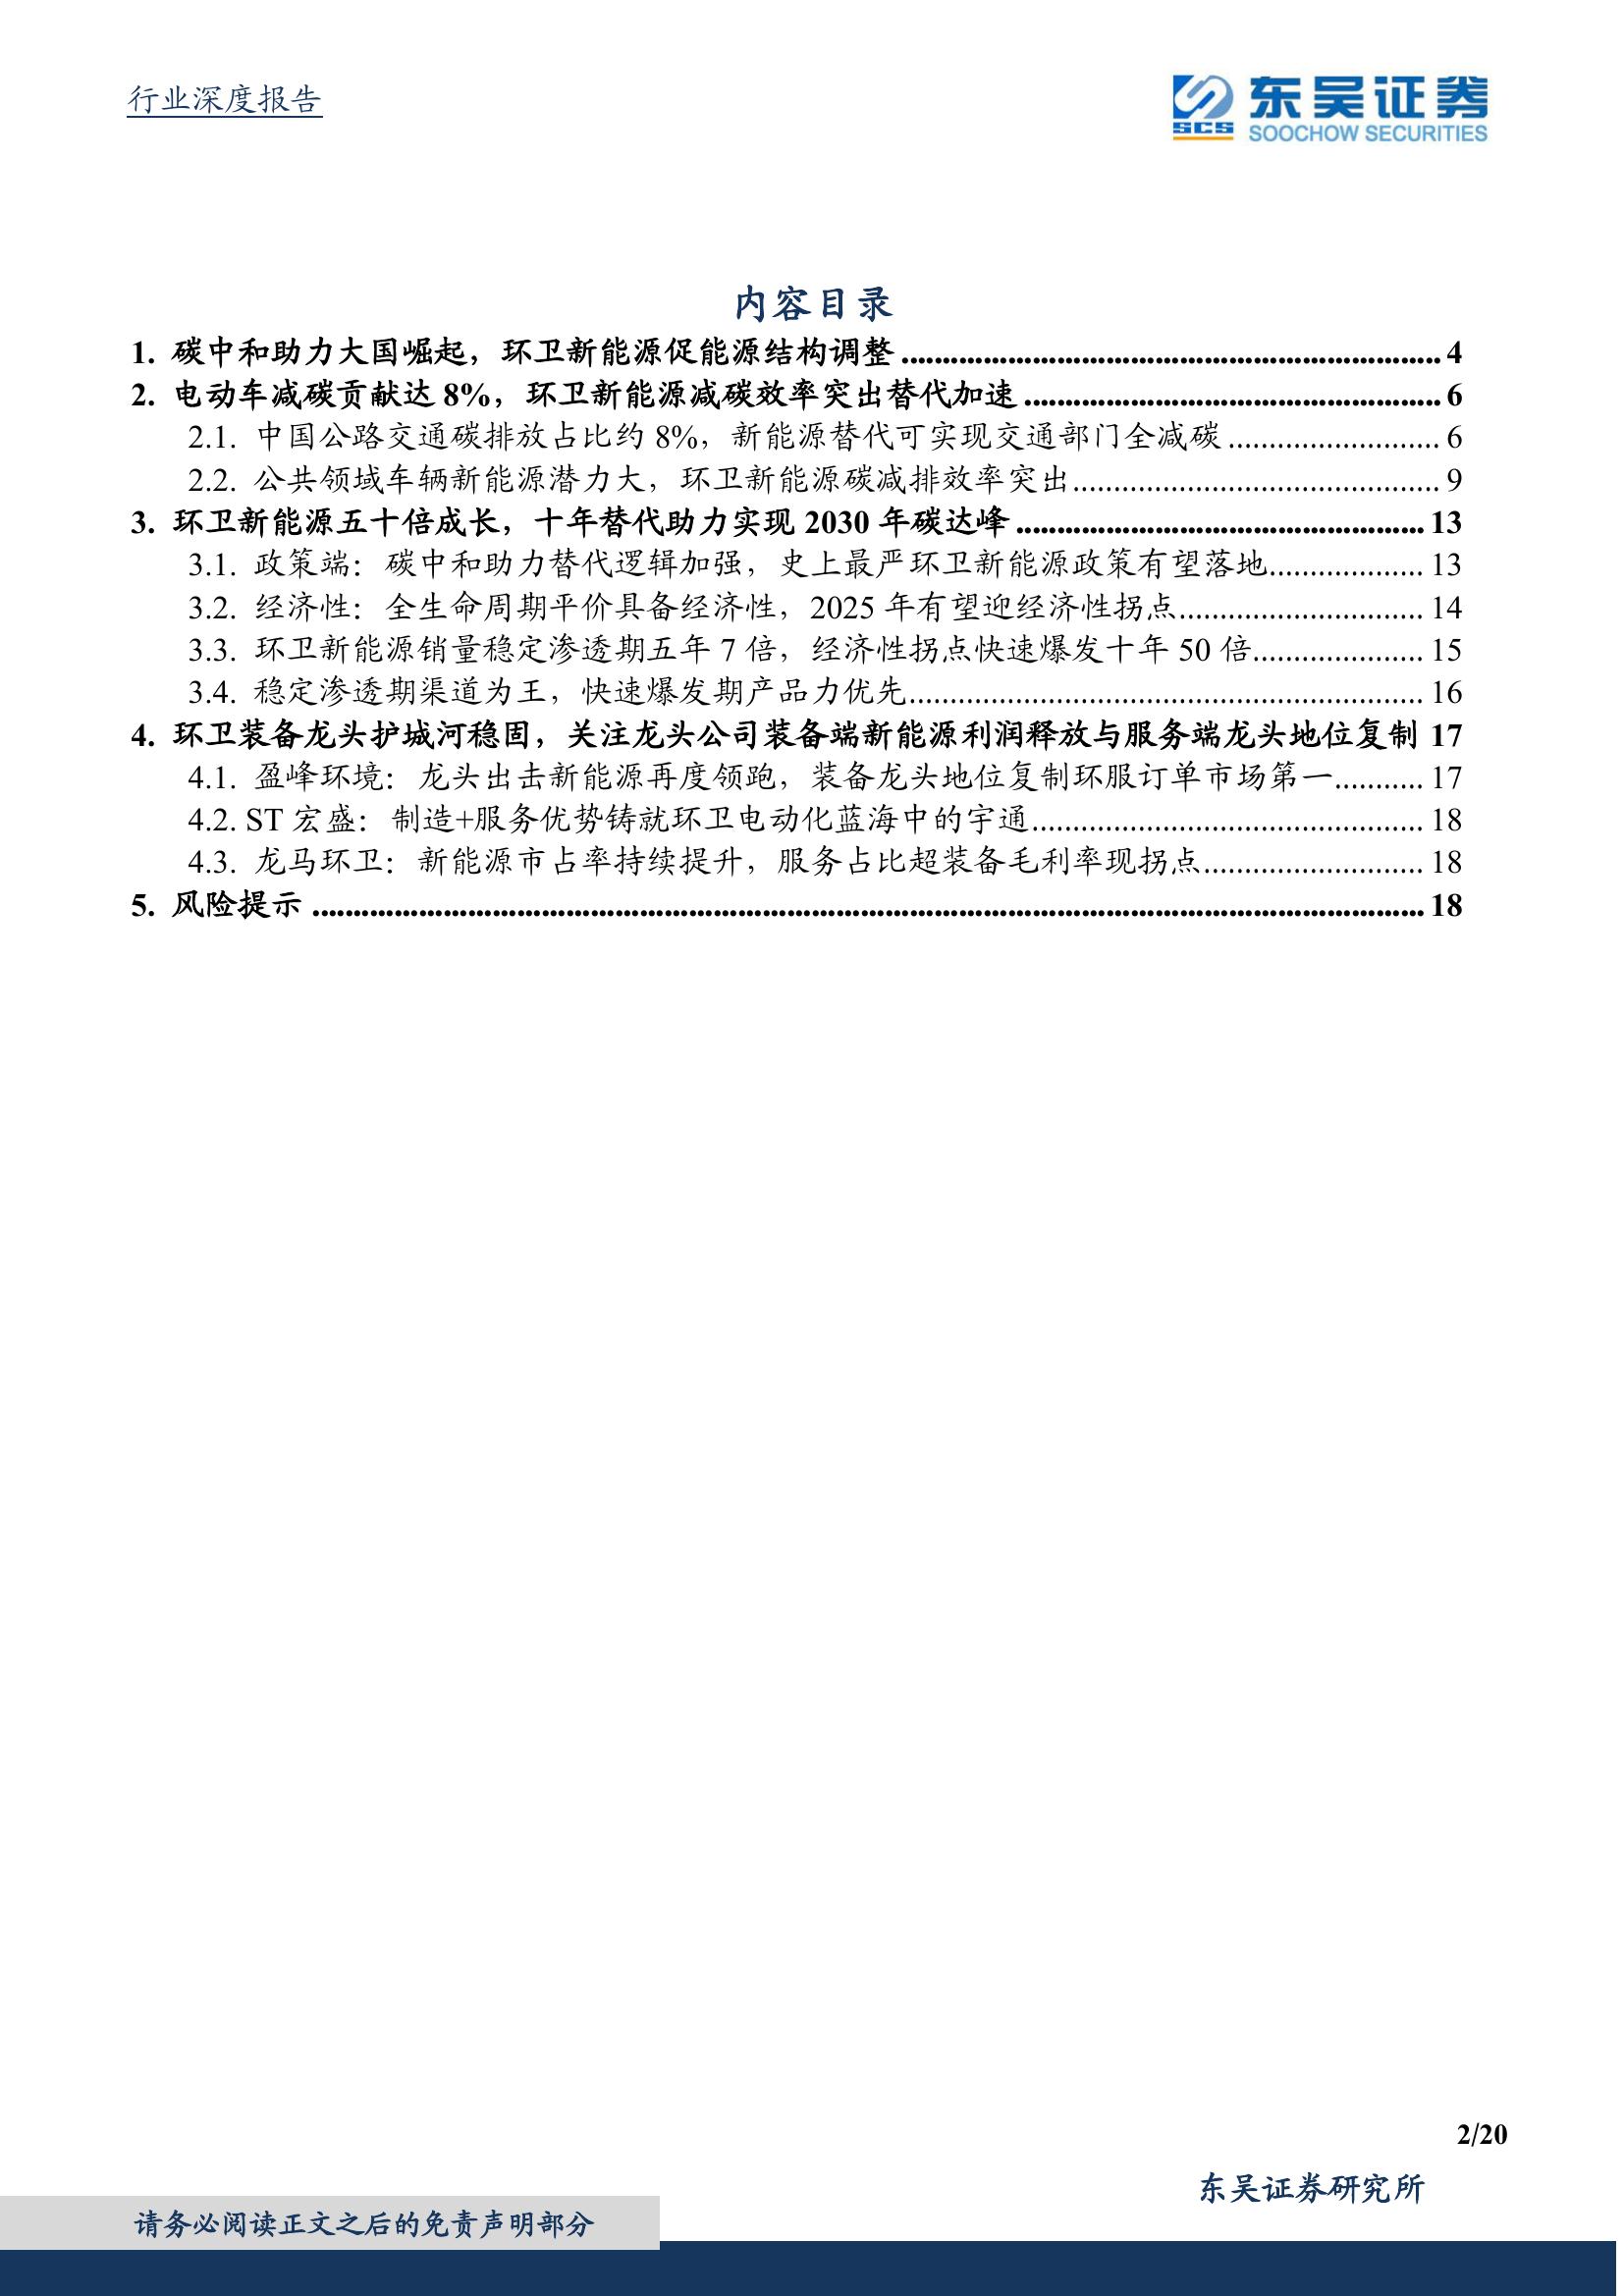 行业深度报告
SCS 东吴证券
SOOCHOW SECURITIES
内容目录
1. 碳中和助力大国崛起，环卫新能源促能源结构调整 4
2. 电动车减碳贡献达 8%，环卫新能源减碳效率突出替代加速 6
2.1. 中国公路交通碳排放占比约 8%，新能源替代可实现交通部门全减碳 6
2.2. 公共领域车辆新能源潜力大，环卫新能源碳减排效率突出 9
3. 环卫新能源五十倍成长，十年替代助力实现 2030 年碳达峰 13
3.1. 政策端：碳中和助力替代逻辑加强，史上最严环卫新能源政策有望落地 13
3.2. 经济性：全生命周期平价具备经济性，2025 年有望迎经济性拐点 14
3.3. 环卫新能源销量稳定渗透期五年 7 倍，经济性拐点快速爆发十年 50 倍 15
3.4. 稳定渗透期渠道为王，快速爆发期产品力优先 16
4. 环卫装备龙头护城河稳固，关注龙头公司装备端新能源利润释放与服务端龙头地位复制 17
4.1. 盈峰环境：龙头出击新能源再度领跑，装备龙头地位复制环服订单市场第一 17
4.2. ST 宏盛：制造+服务优势铸就环卫电动化蓝海中的宇通 18
4.3. 龙马环卫：新能源市占率持续提升，服务占比超装备毛利率现拐点 18
5. 风险提示 18
2/20
东吴证券研究所
请务必阅读正文之后的免责声明部分